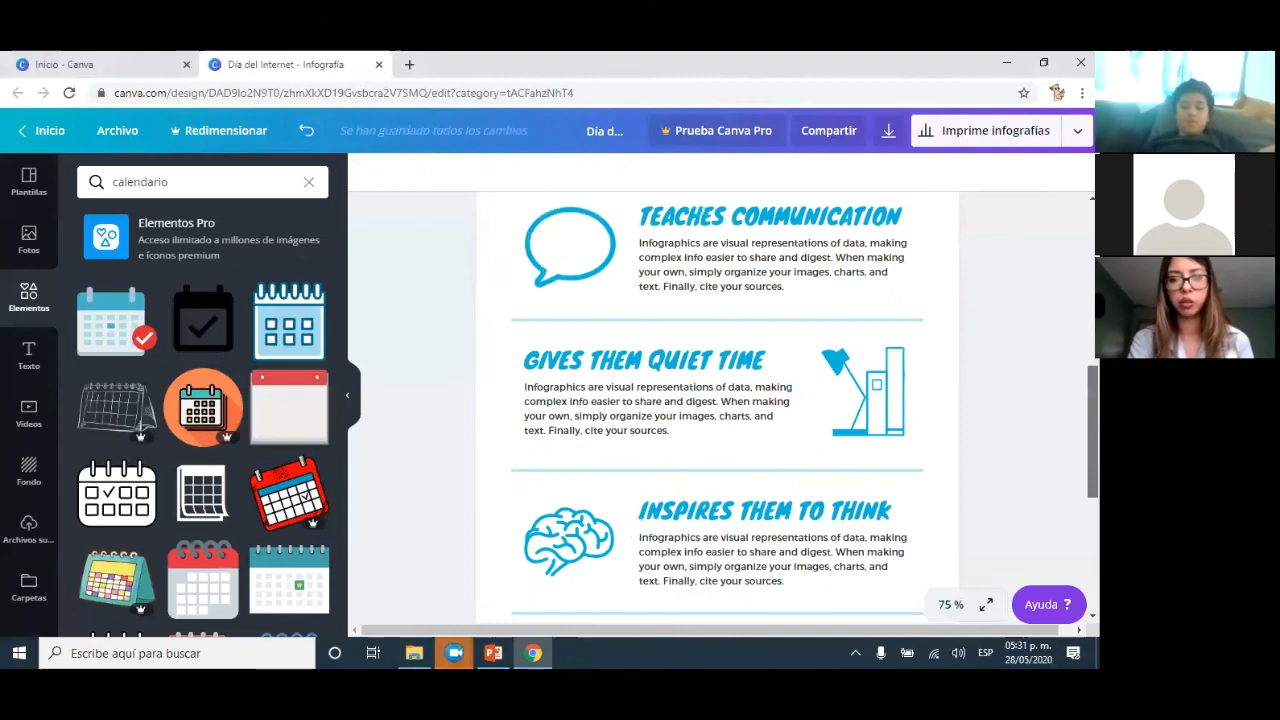 Inicio - Canva
Día del Internet - Infografía
canva.com/design/DAD9lo2N9T0/zhmXkXD19Gvsbcra2V7SMQ/edit?category=tACFahzNhT4
Inicio
Archivo
Redimensionar
Se han guardado todos los cambios
Día d...
Prueba Canva Pro
Compartir
Imprime infografías
Plantillas
Fotos
Elementos
Texto
Videos
Fondo
Archivos su...
Carpetas
calendario
Elementos Pro
Acceso ilimitado a millones de imágenes
e íconos premium
TEACHES COMMUNICATION
Infographics are visual representations of data, making
complex info easier to share and digest. When making
your own, simply organize your images, charts, and
text. Finally, cite your sources.
GIVES THEM QUIET TIME
Infographics are visual representations of data, making
complex info easier to share and digest. When making
your own, simply organize your images, charts, and
text. Finally, cite your sources.
INSPIRES THEM TO THINK
Infographics are visual representations of data, making
complex info easier to share and digest. When making
your own, simply organize your images, charts, and
text. Finally, cite your sources.
75 %
Ayuda ?
Escribe aquí para buscar
ESP
05:31 p. m.
28/05/2020